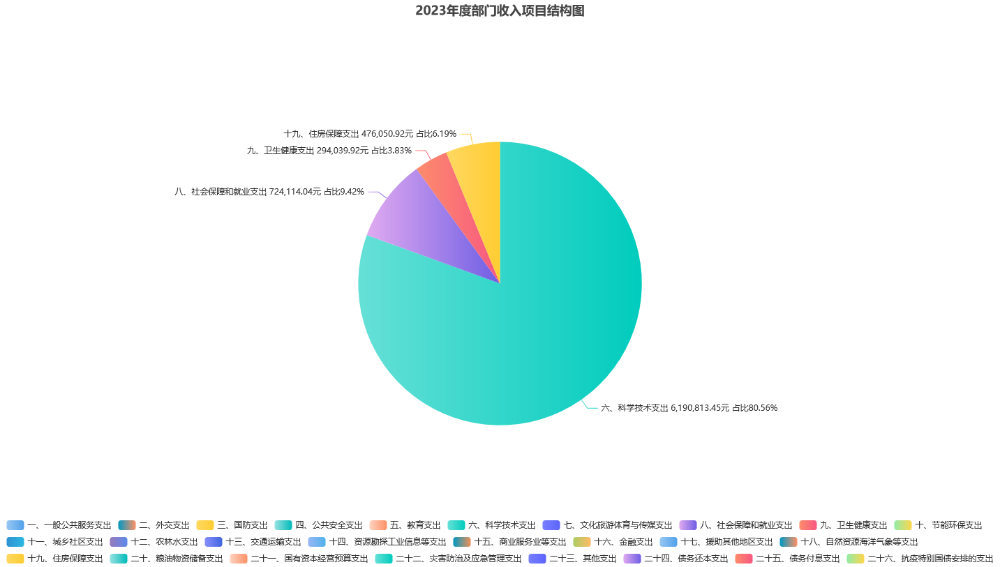 2023年度部门收入项目结构图
十九、住房保障支出 476,050.92元 占比6.19%
九、卫生健康支出 294,039.92元 占比3.83%
八、社会保障和就业支出 724,114.04元 占比9.42%
六、科学技术支出 6,190,813.45元 占比80.56%
一、一般公共服务支出 二、外交支出 三、国防支出 四、公共安全支出 五、教育支出 六、科学技术支出 七、文化旅游体育与传媒支出 八、社会保障和就业支出 九、卫生健康支出 十、节能环保支出
十一、城乡社区支出 十二、农林水支出 十三、交通运输支出 十四、资源勘探工业信息等支出 十五、商业服务业等支出 十六、金融支出 十七、援助其他地区支出 十八、自然资源海洋气象等支出
十九、住房保障支出 二十、粮油物资储备支出 二十一、国有资本经营预算支出 二十二、灾害防治及应急管理支出 二十三、其他支出 二十四、债务还本支出 二十五、债务付息支出 二十六、抗疫特别国债安排的支出